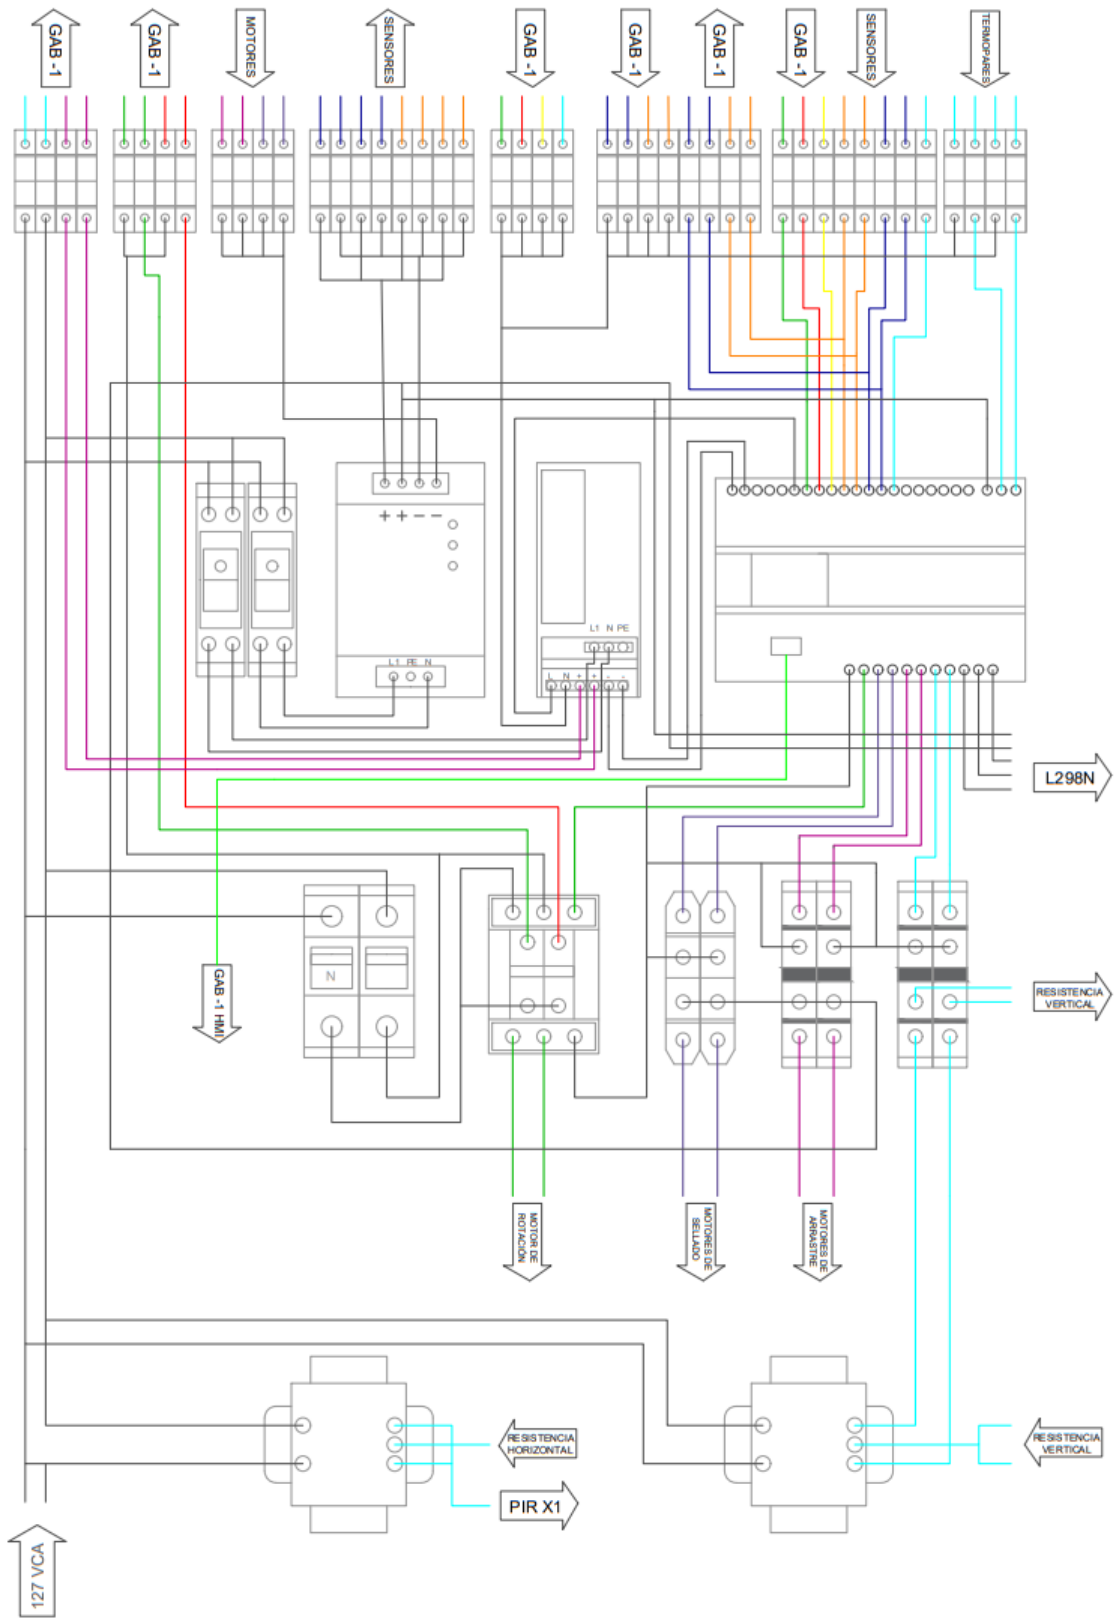 GAB -1
GAB -1
MOTORES
SENSORES
GAB -1
GAB -1
GAB -1
GAB -1
SENSORES
TERMOPARES
+ + - -
L1 PE N
L1 N PE
L N + + - -
L298N
N
GAB -1 HMI
RESISTENCIA
VERTICAL
MOTOR DE
ROTACIÓN
MOTORES DE
SELLADO
MOTORES DE
ARRASTRE
RESISTENCIA
HORIZONTAL
RESISTENCIA
VERTICAL
PIR X1
127 VCA